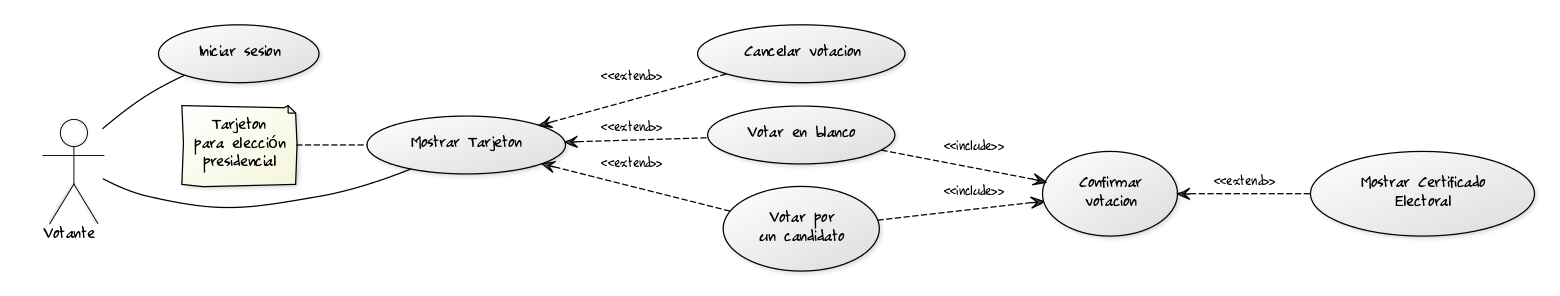 Iniciar sesion
Cancelar votacion
<<extend>>
Tarjeton
para elección
presidencial
Mostrar Tarjeton
<<extend>>
Votar en blanco
<<include>>
<<extend>>
Confirmar
votacion
<<extend>>
Mostrar Certificado
Electoral
<<include>>
Votar por
un candidato
Votante